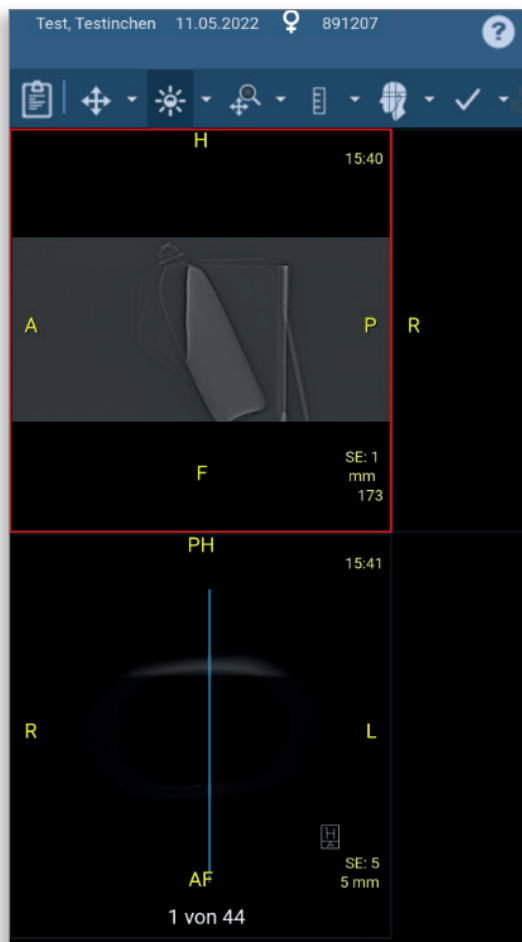 Test, Testinchen 11.05.2022 ♀ 891207
?
H
15:40
A
P
R
F
SE: 1
mm
173
PH
15:41
R
L
H
A
SE: 5
5 mm
AF
1 von 44